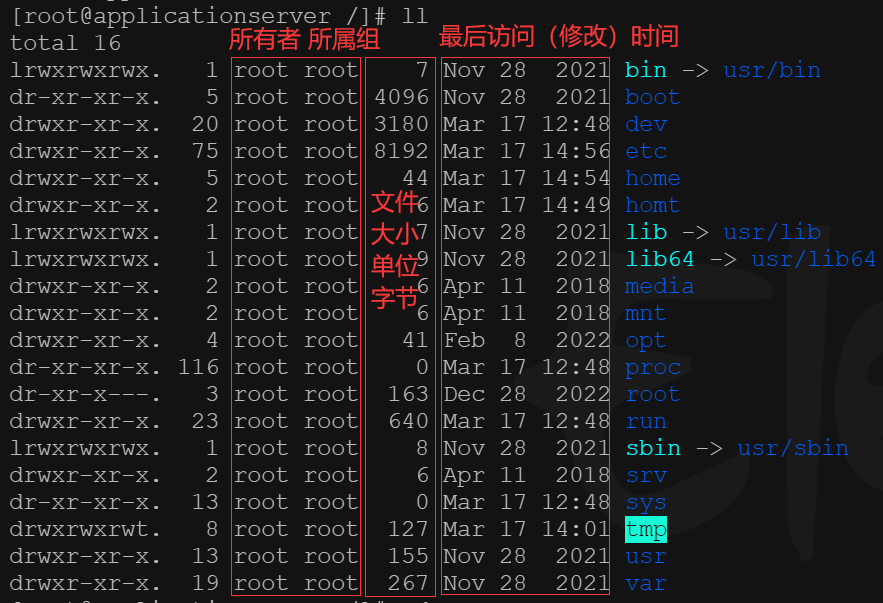 [root@applicationserver /]# ll
total 16 所有者 所属组 最后访问（修改）时间
lrwxrwxrwx. 1 root root 7 Nov 28 2021 bin -> usr/bin
dr-xr-xr-x. 5 root root 4096 Nov 28 2021 boot
drwxr-xr-x. 20 root root 3180 Mar 17 12:48 dev
drwxr-xr-x. 75 root root 8192 Mar 17 14:56 etc
drwxr-xr-x. 5 root root 44 Mar 17 14:54 home
drwxr-xr-x. 2 root root 6 Mar 17 14:49 homt
lrwxrwxrwx. 1 root root 7 Nov 28 2021 lib -> usr/lib
lrwxrwxrwx. 1 root root 9 Nov 28 2021 lib64 -> usr/lib64
drwxr-xr-x. 2 root root 6 Apr 11 2018 media
drwxr-xr-x. 2 root root 6 Apr 11 2018 mnt
drwxr-xr-x. 4 root root 41 Feb 8 2022 opt
dr-xr-xr-x. 116 root root 0 Mar 17 12:48 proc
dr-xr-x---. 3 root root 163 Dec 28 2022 root
drwxr-xr-x. 23 root root 640 Mar 17 12:48 run
lrwxrwxrwx. 1 root root 8 Nov 28 2021 sbin -> usr/sbin
drwxr-xr-x. 2 root root 6 Apr 11 2018 srv
dr-xr-xr-x. 13 root root 0 Mar 17 12:48 sys
drwxrwxrwt. 8 root root 127 Mar 17 14:01 tmp
drwxr-xr-x. 13 root root 155 Nov 28 2021 usr
drwxr-xr-x. 19 root root 267 Nov 28 2021 var
文件
大小
单位
字节